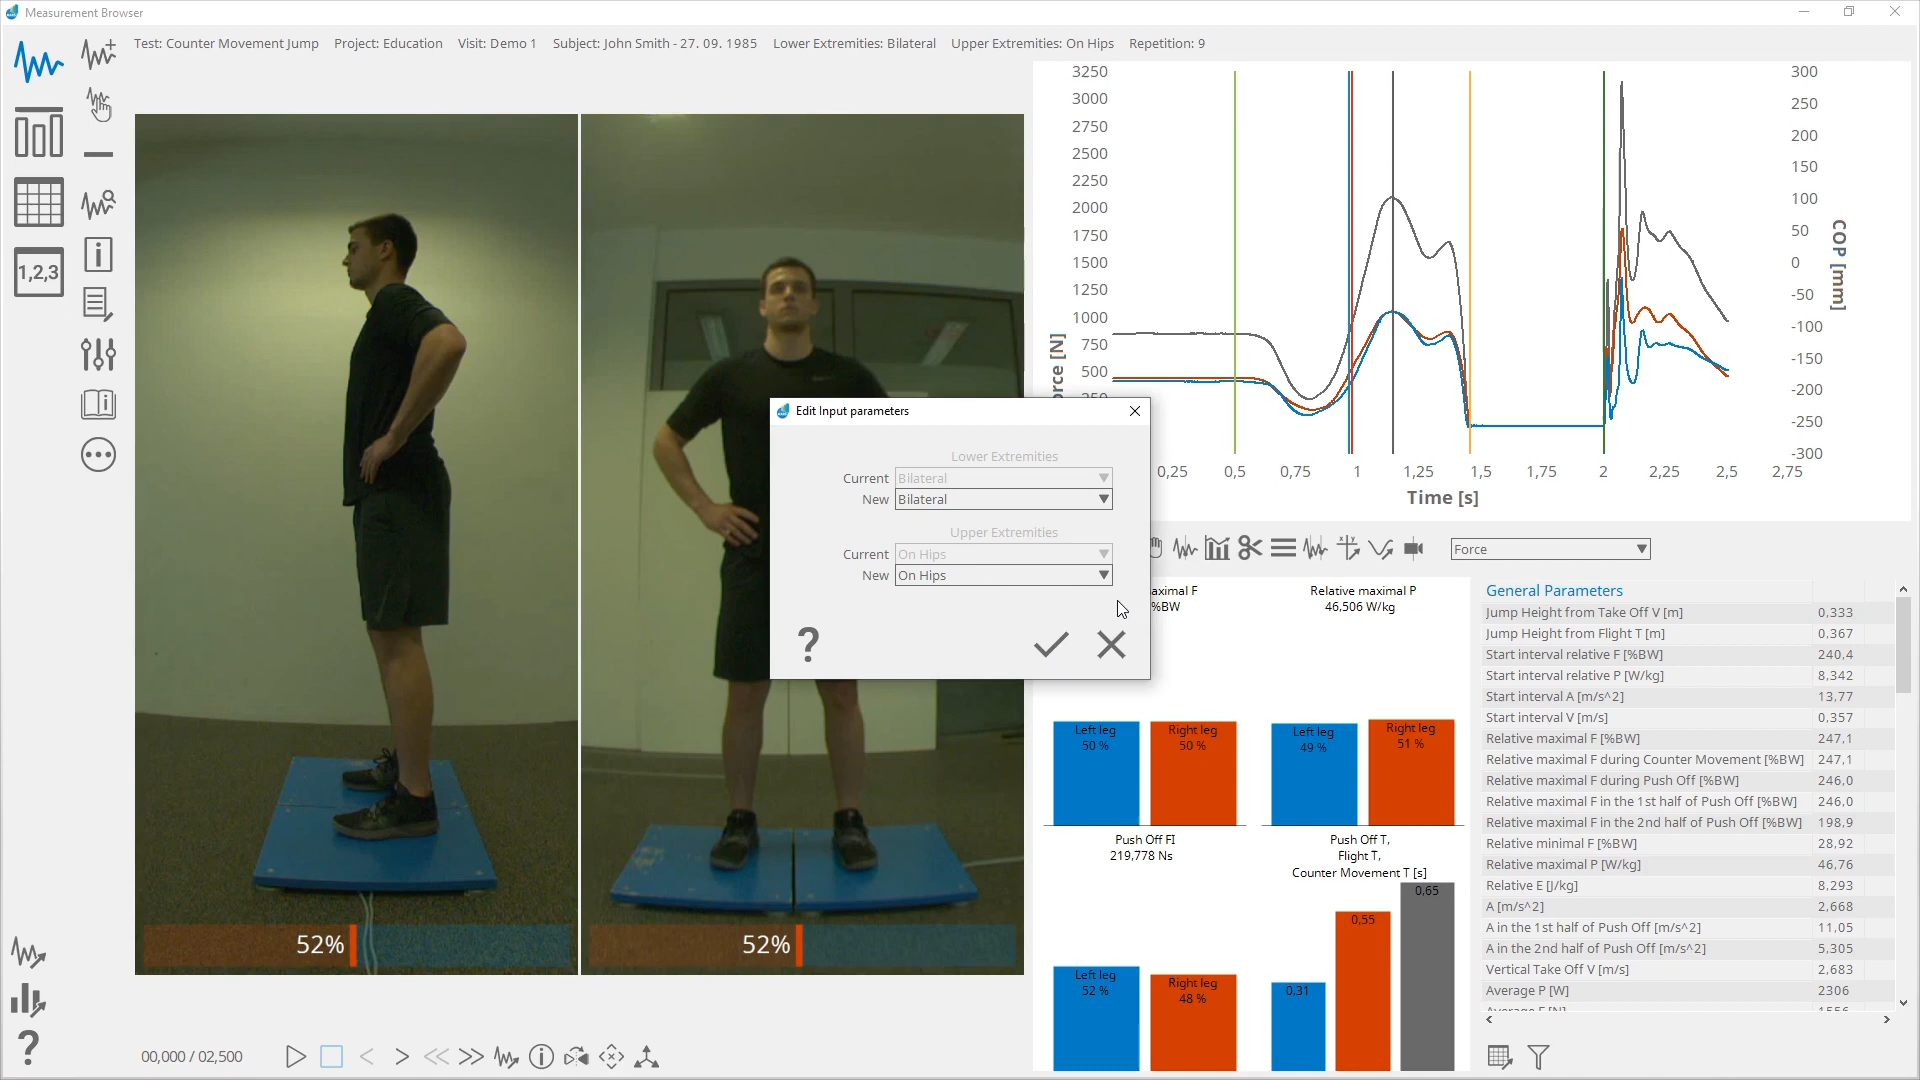 Measurement Browser
Test: Counter Movement Jump Project: Education Visit: Demo 1 Subject: John Smith - 27. 09. 1985 Lower Extremities: Bilateral Upper Extremities: On Hips Repetition: 9
1,2,3
3250
3000
2750
2500
2250
2000
1750
1500
1250
1000
750
500
300
250
200
150
100
50
0
-50
-100
-150
-200
-250
-300
COP [mm]
0,25 0,5 0,75 1 1,25 1,5 1,75 2 2,25 2,5 2,75
Time [s]
Edit Input parameters
Lower Extremities
Current Bilateral
New Bilateral
Upper Extremities
Current On Hips
New On Hips
?
Force
%BW
Relative maximal P
46,506 W/kg
Left leg
50 %
Right leg
50 %
Left leg
49 %
Right leg
51 %
Push Off FI
219,778 Ns
Push Off T,
Flight T,
Counter Movement T [s]
Left leg
52 %
Right leg
48 %
0,31
0,55
0,65
General Parameters
Jump Height from Take Off V [m] 0,333
Jump Height from Flight T [m] 0,367
Start interval relative F [%BW] 240,4
Start interval relative P [W/kg] 8,342
Start interval A [m/s^2] 13,77
Start interval V [m/s] 0,357
Relative maximal F [%BW] 247,1
Relative maximal F during Counter Movement [%BW] 247,1
Relative maximal F during Push Off [%BW] 246,0
Relative maximal F in the 1st half of Push Off [%BW] 246,0
Relative maximal F in the 2nd half of Push Off [%BW] 198,9
Relative minimal F [%BW] 28,92
Relative maximal P [W/kg] 46,76
Relative E [J/kg] 8,293
A [m/s^2] 2,668
A in the 1st half of Push Off [m/s^2] 11,05
A in the 2nd half of Push Off [m/s^2] 5,305
Vertical Take Off V [m/s] 2,683
Average P [W] 2306
52%
52%
?
00,000 / 02,500